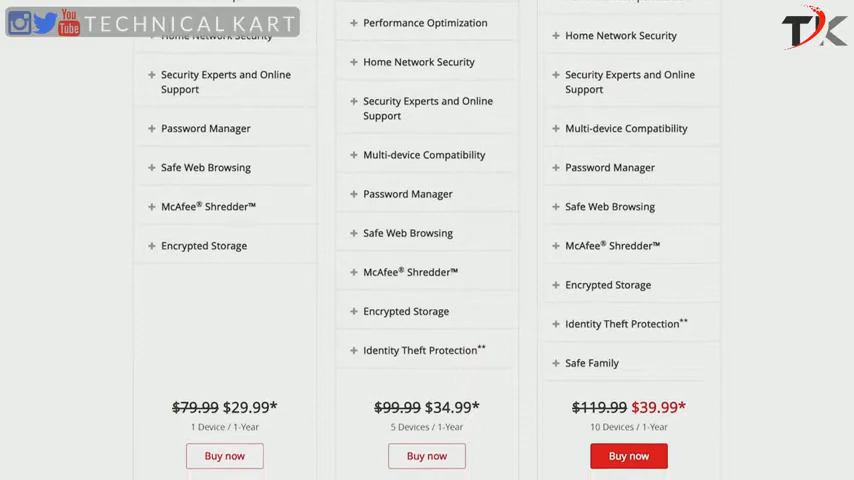 You
Tube
TECHNICAL KART
TK
Home Network Security
Security Experts and Online
Support
Password Manager
Safe Web Browsing
McAfee® Shredder™
Encrypted Storage
$79.99 $29.99*
1 Device / 1-Year
Buy now
Performance Optimization
Home Network Security
Security Experts and Online
Support
Multi-device Compatibility
Password Manager
Safe Web Browsing
McAfee® Shredder™
Encrypted Storage
Identity Theft Protection**
$99.99 $34.99*
5 Devices / 1-Year
Buy now
Home Network Security
Security Experts and Online
Support
Multi-device Compatibility
Password Manager
Safe Web Browsing
McAfee® Shredder™
Encrypted Storage
Identity Theft Protection**
Safe Family
$119.99 $39.99*
10 Devices / 1-Year
Buy now